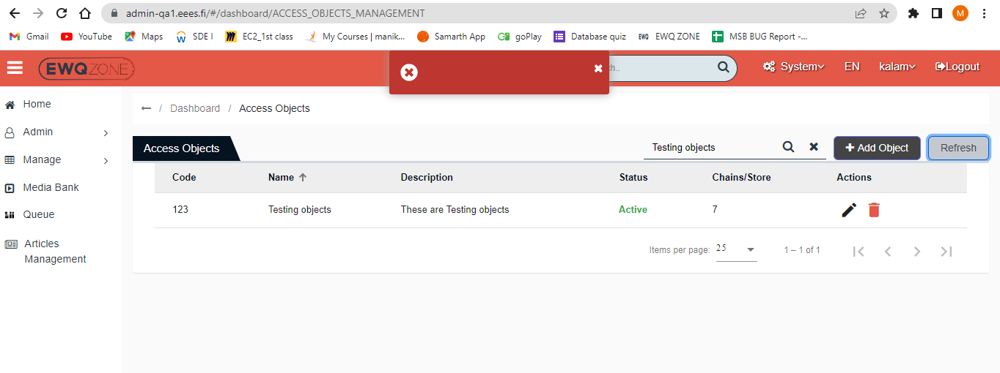 admin-qa1.eees.fi/#/dashboard/ACCESS_OBJECTS_MANAGEMENT
M
Gmail YouTube Maps SDE I EC2_1st class My Courses | manik... Samarth App goPlay Database quiz EWQ EWQ ZONE MSB BUG Report -...
EWQZONE
System EN kalam Logout
Home
Admin
Manage
Media Bank
Queue
Articles
Management
/ Dashboard / Access Objects
Access Objects Testing objects + Add Object Refresh
Code Name Description Status Chains/Store Actions
123 Testing objects These are Testing objects Active 7
Items per page: 25 1 – 1 of 1